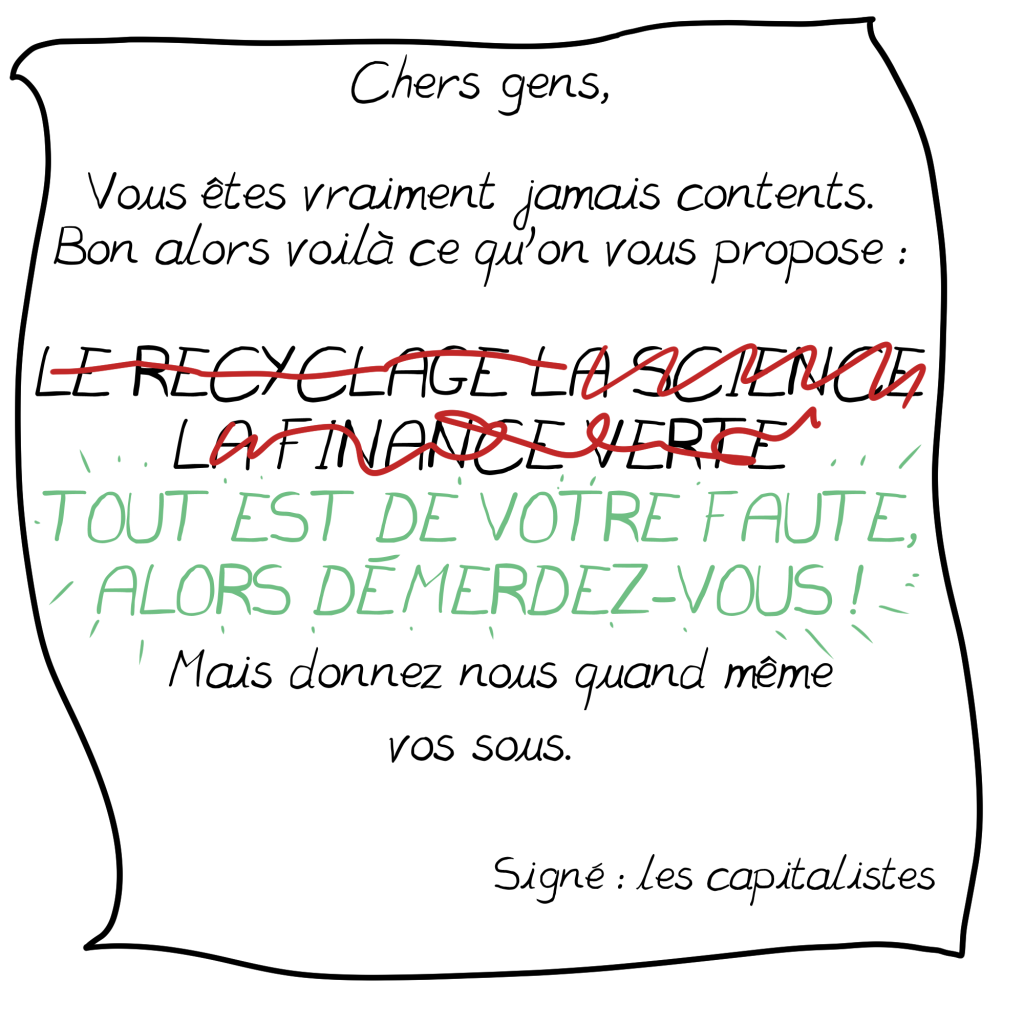 Chers gens,
Vous êtes vraiment jamais contents.
Bon alors voilà ce qu'on vous propose :
LE RECYCLAGE LA SCIENCE
LA FINANCE VERTE
TOUT EST DE VOTRE FAUTE,
ALORS DÉMERDEZ-VOUS !
Mais donnez nous quand même
vos sous.
Signé : les capitalistes